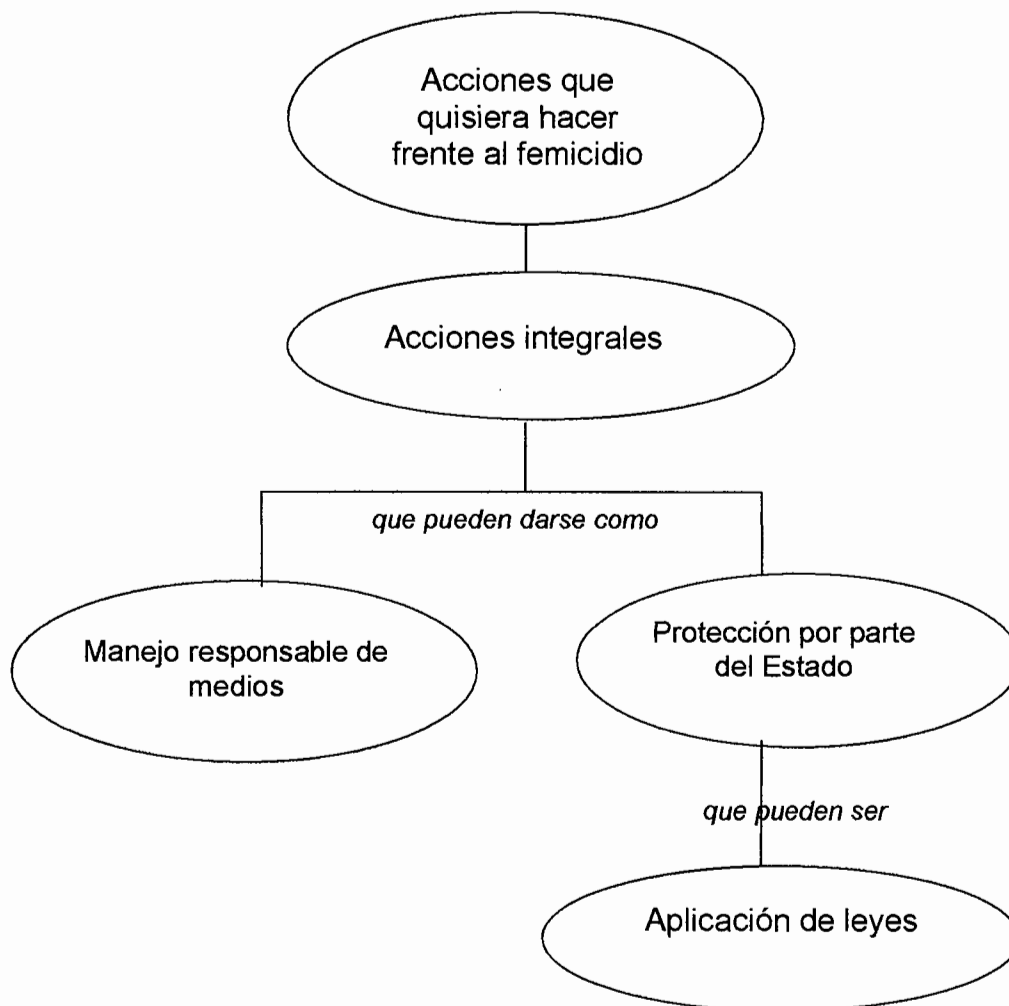 Acciones que
quisiera hacer
frente al femicidio
Acciones integrales
que pueden darse como
Manejo responsable de
medios
Protección por parte
del Estado
que pueden ser
Aplicación de leyes